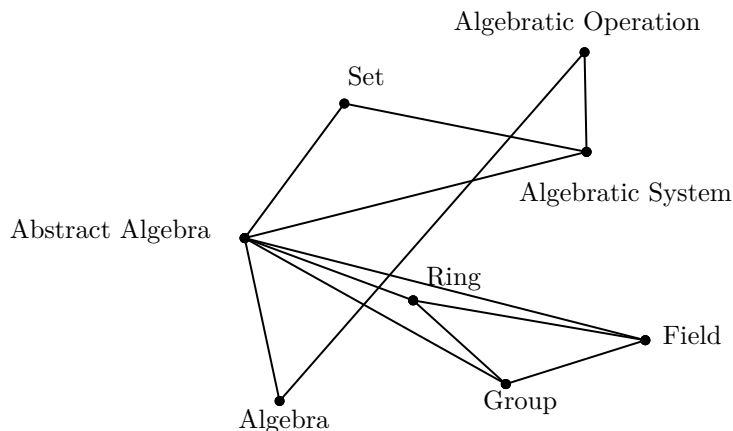 Algebratic Operation
Set
Algebratic System
Abstract Algebra
Ring
Field
Group
Algebra